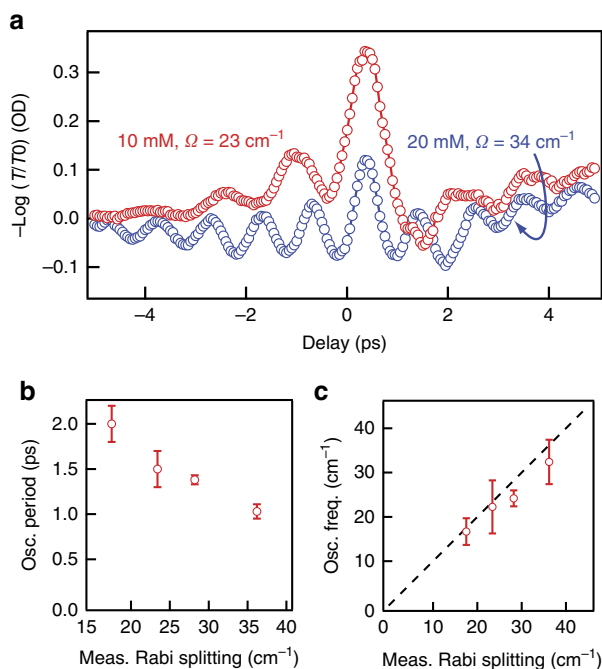 a
−Log (T/T0) (OD)
0.3
0.2
0.1
0.0
−0.1
10 mM, Ω = 23 cm⁻¹
20 mM, Ω = 34 cm⁻¹
−4 −2 0 2 4
Delay (ps)
b
Osc. period (ps)
2.0
1.5
1.0
0.5
0.0
15 20 25 30 35 40
Meas. Rabi splitting (cm⁻¹)
c
Osc. freq. (cm⁻¹)
40
30
20
10
0
0 10 20 30 40
Meas. Rabi splitting (cm⁻¹)